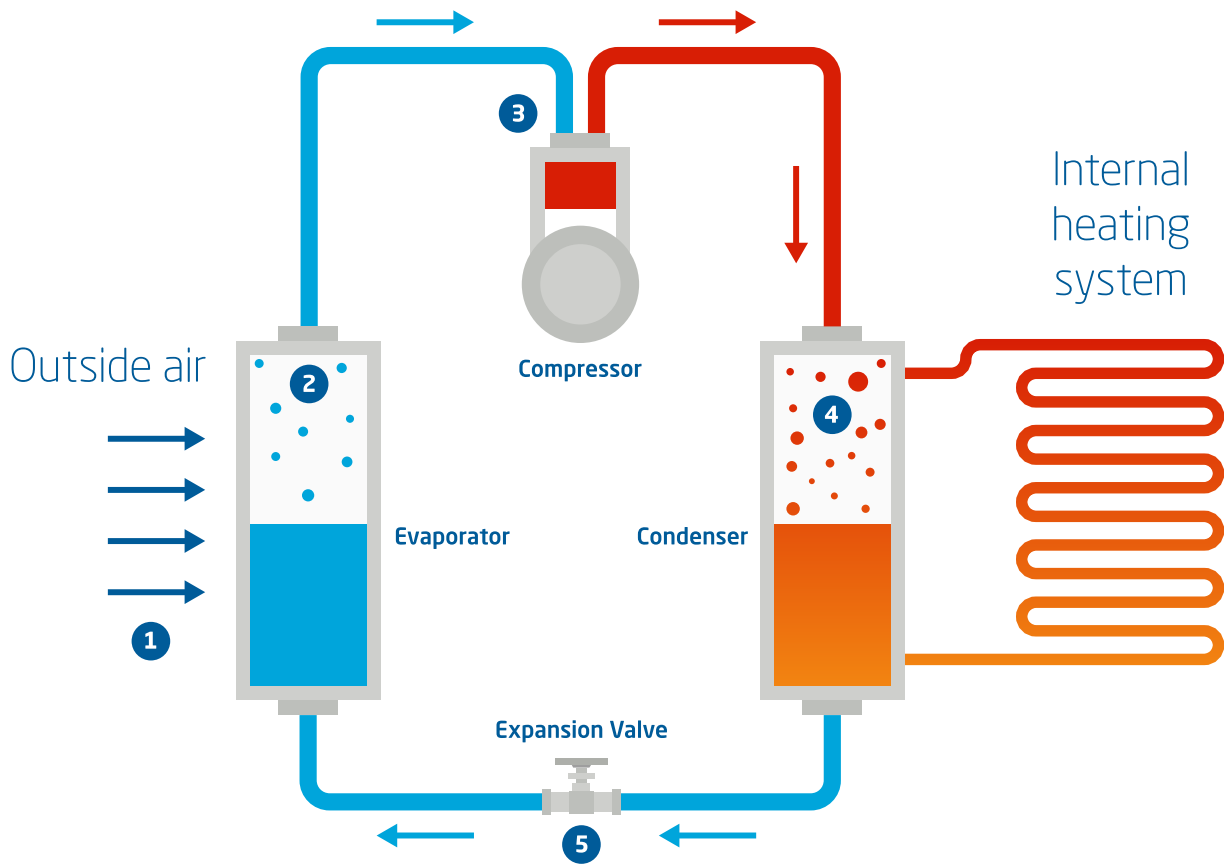 3
Internal
heating
system
Outside air
2
Compressor
4
Evaporator
Condenser
1
Expansion Valve
5